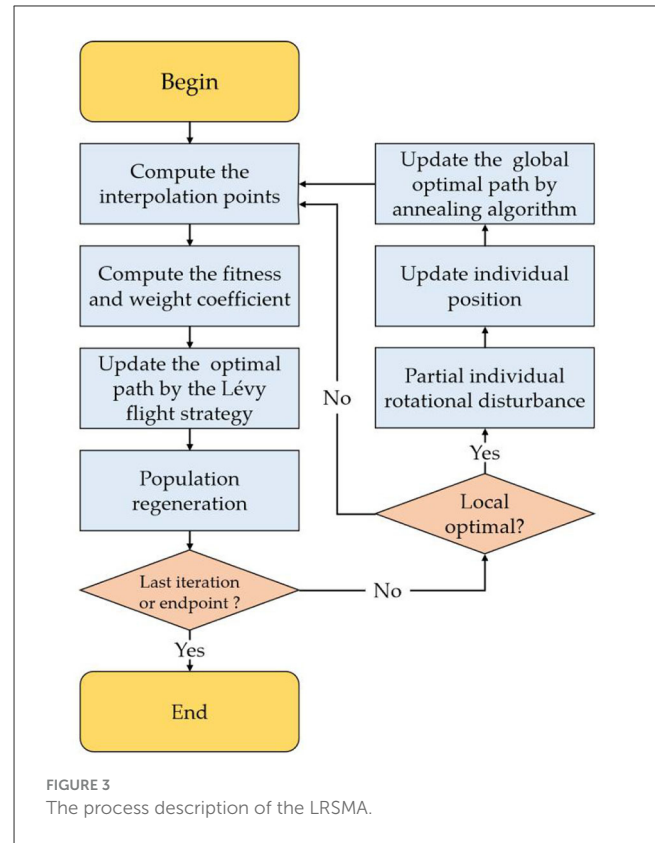 Begin
Compute the
interpolation points
Compute the fitness
and weight coefficient
Update the optimal
path by the Lévy
flight strategy
Population
regeneration
Last iteration
or endpoint ?
Yes
End
No
Local
optimal?
No
Yes
Partial individual
rotational disturbance
Update individual
position
Update the global
optimal path by
annealing algorithm
FIGURE 3
The process description of the LRSMA.